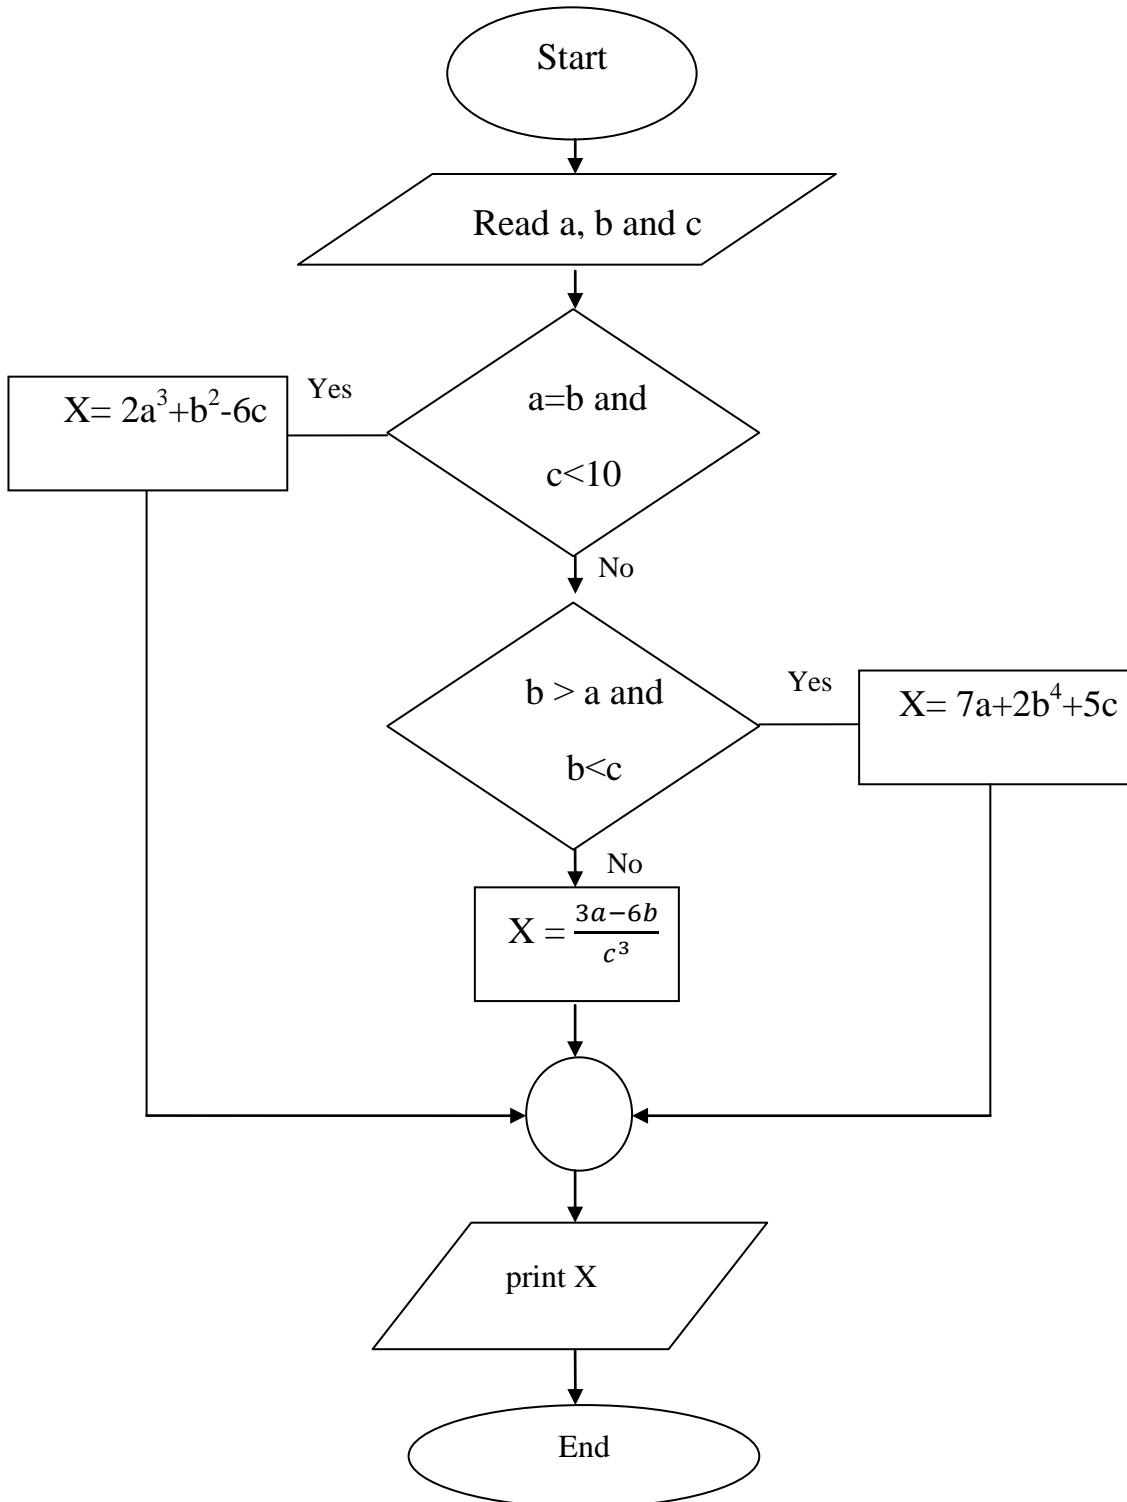 Start
Read a, b and c
Yes
X= 2a³+b²-6c
a=b and
c<10
No
b > a and
b<c
Yes
X= 7a+2b⁴+5c
No
X = \frac{3a-6b}{c³}
print X
End